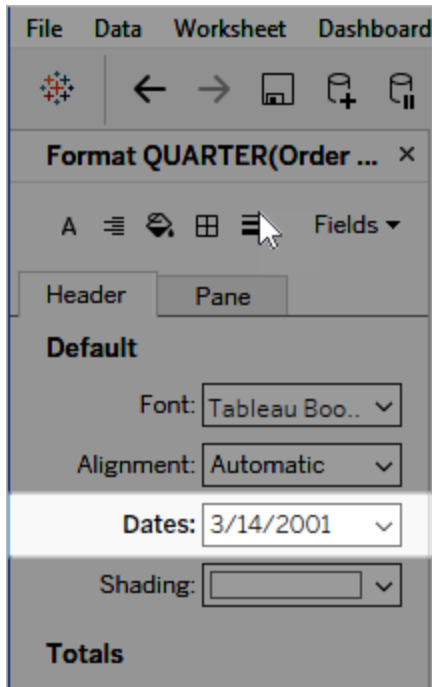 File Data Worksheet Dashboard
Format QUARTER(Order ... ×
A Fields
Header Pane
Default
Font: Tableau Boo..
Alignment: Automatic
Dates: 3/14/2001
Shading:
Totals